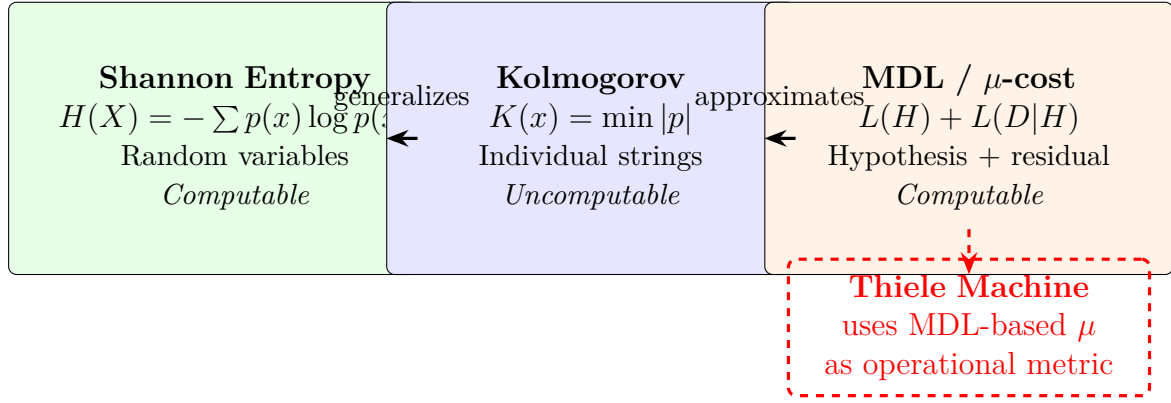 Shannon Entropy
H(X) = − ∑ p(x) log p(x
Random variables
Computable
generalizes
Kolmogorov
K(x) = min |p|
Individual strings
Uncomputable
approximates
MDL / μ-cost
L(H) + L(D|H)
Hypothesis + residual
Computable
Thiele Machine
uses MDL-based μ
as operational metric